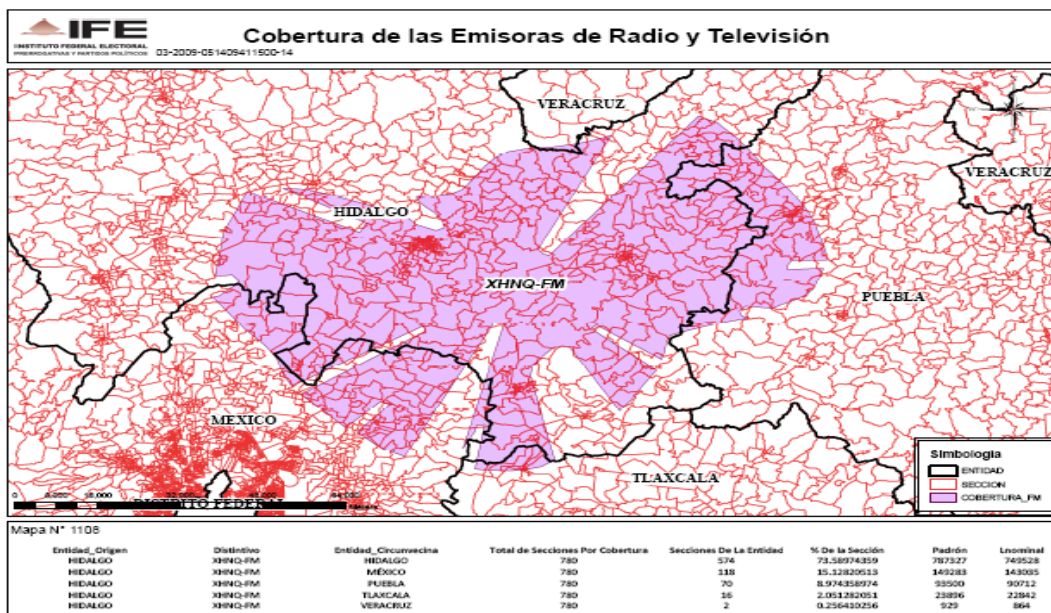 IFE
INSTITUTO FEDERAL ELECTORAL
PRERROGATIVAS Y PARTIDOS POLÍTICOS
03-2009-051409411500-14
Cobertura de las Emisoras de Radio y Televisión
VERACRUZ
VERACRUZ
HIDALGO
XHNQ-FM
PUEBLA
MEXICO
TLAXCALA
DISTRITO FEDERAL
Simbologia
ENTIDAD
SECCION
COBERTURA_FM
Mapa N° 1108
Entidad_Origen Distintivo Entidad_Circunvecina Total de Secciones Por Cobertura Secciones De La Entidad % De la Sección Padrón Lnominal
HIDALGO XHNQ-FM HIDALGO 780 574 73.58974359 787327 749528
HIDALGO XHNQ-FM MÉXICO 780 118 15.12820513 149283 143035
HIDALGO XHNQ-FM PUEBLA 780 70 8.974358974 93500 90712
HIDALGO XHNQ-FM TLAXCALA 780 16 2.051282051 23896 22842
HIDALGO XHNQ-FM VERACRUZ 780 2 0.256410256 929 864